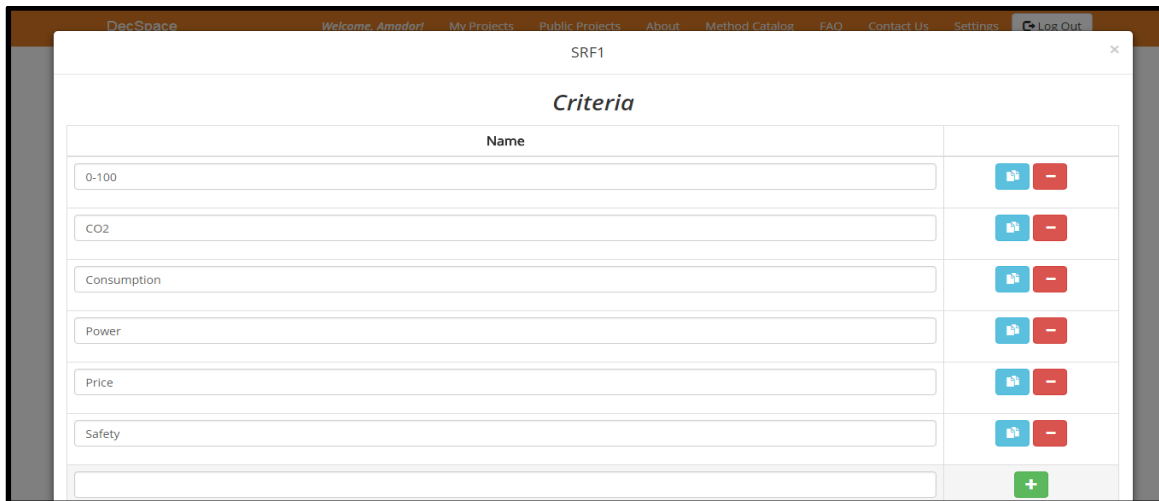 DecSpace Welcome, Amador! My Projects Public Projects About Method Catalog FAQ Contact Us Settings Log Out
SRF1 ×
Criteria
Name
0-100
CO2
Consumption
Power
Price
Safety